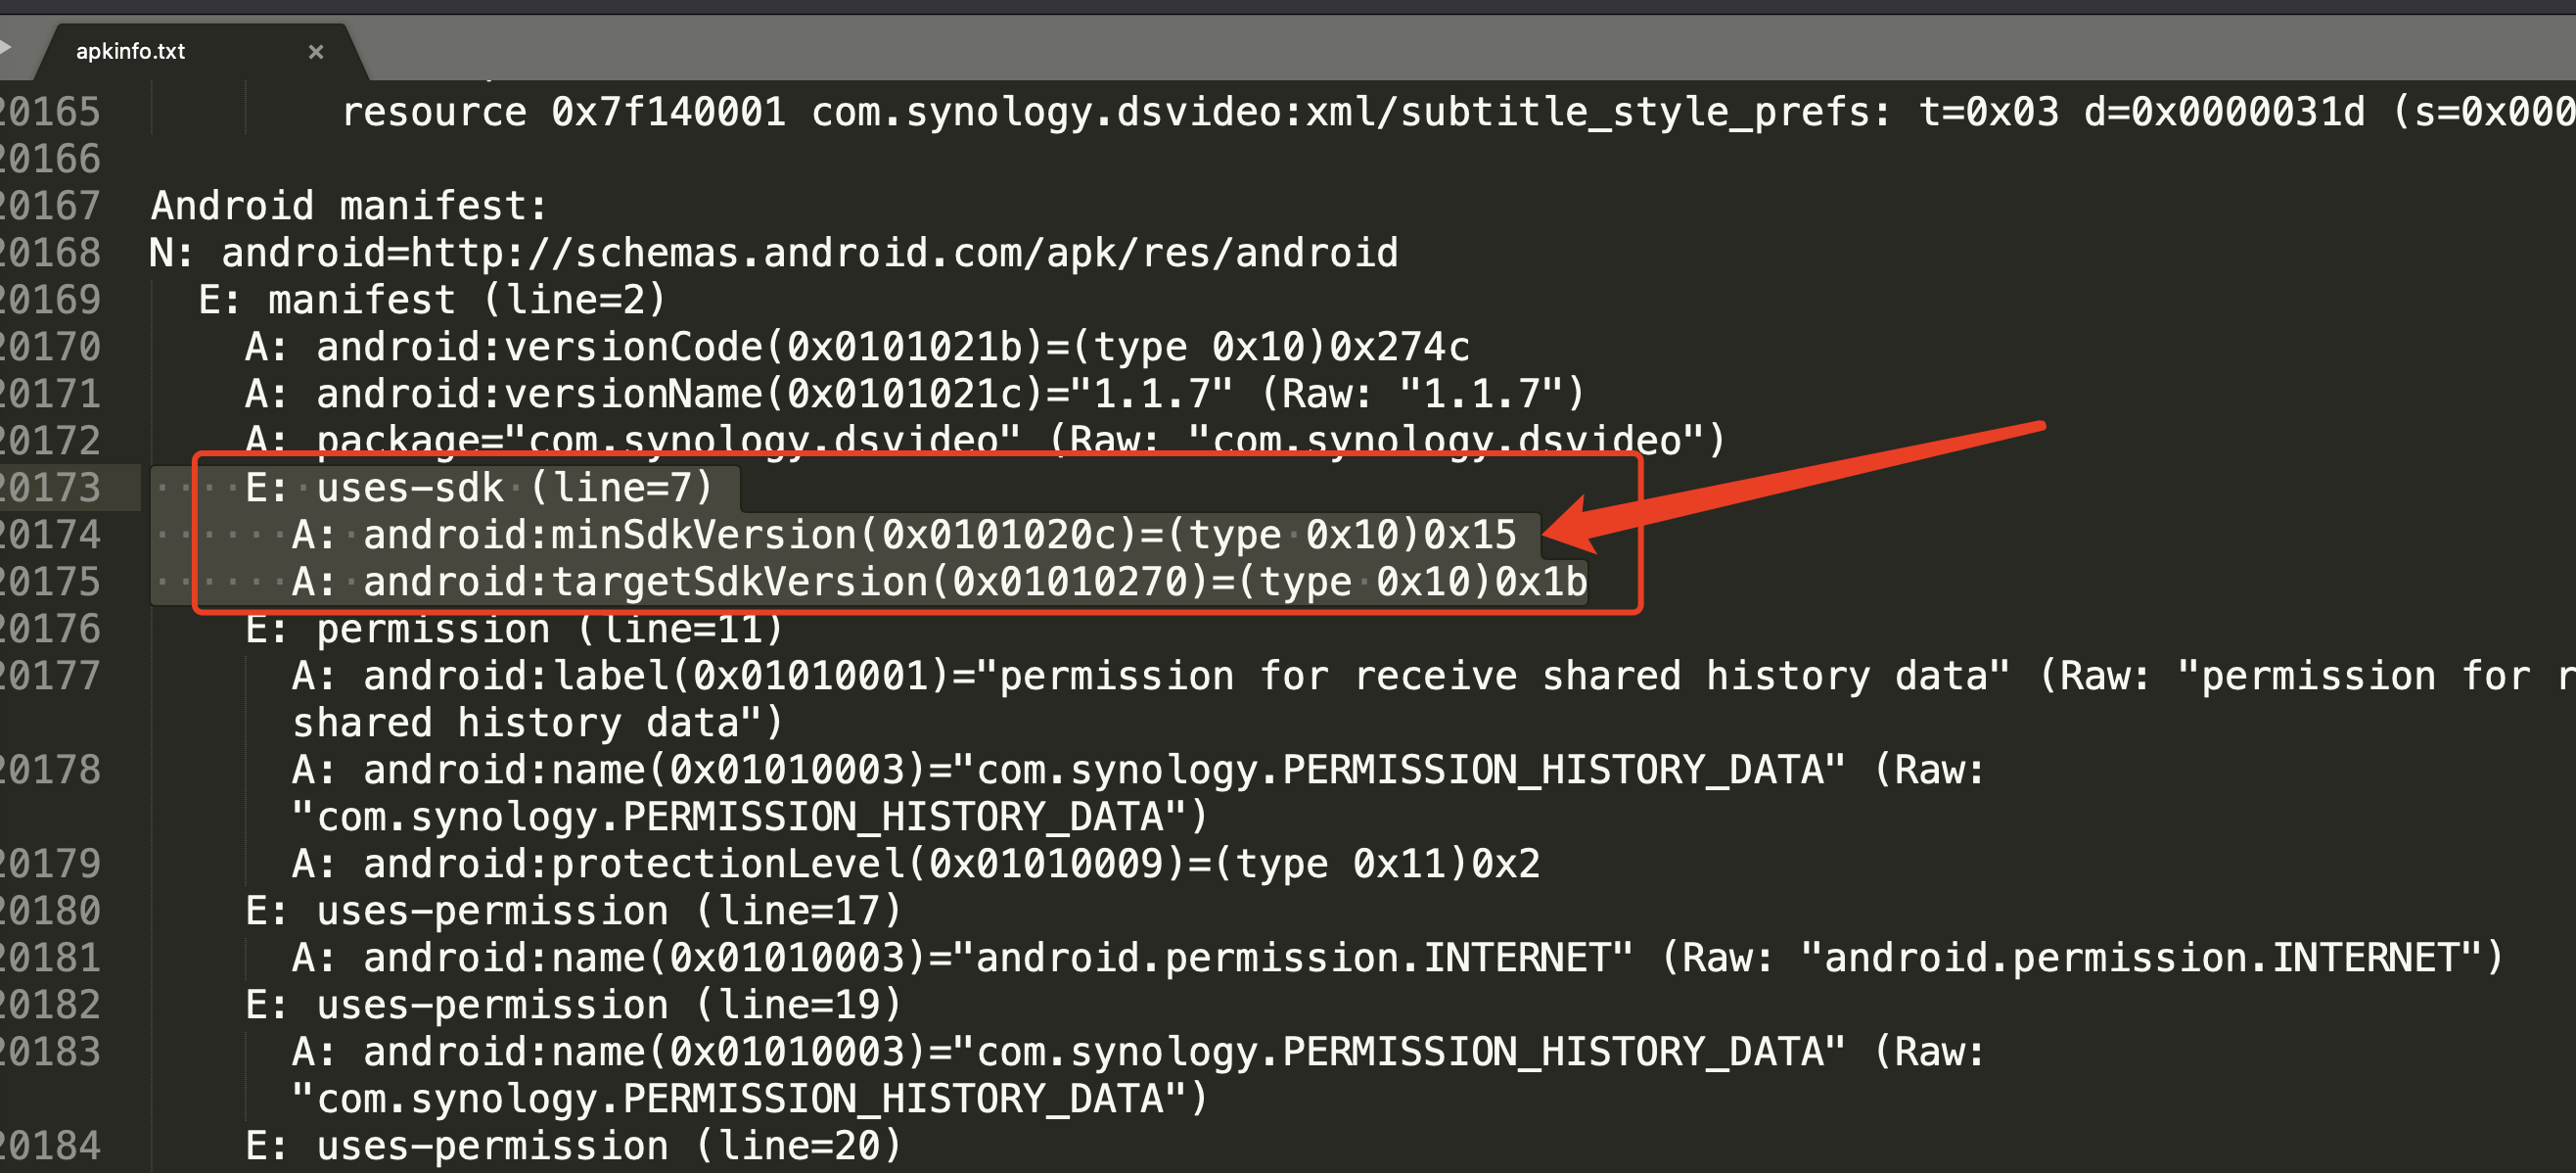 apkinfo.txt ×
20165 resource 0x7f140001 com.synology.dsvideo:xml/subtitle_style_prefs: t=0x03 d=0x0000031d (s=0x000
20166
20167 Android manifest:
20168 N: android=http://schemas.android.com/apk/res/android
20169 E: manifest (line=2)
20170 A: android:versionCode(0x0101021b)=(type 0x10)0x274c
20171 A: android:versionName(0x0101021c)="1.1.7" (Raw: "1.1.7")
20172 A: package="com.synology.dsvideo" (Raw: "com.synology.dsvideo")
20173 E: uses-sdk (line=7)
20174 A: android:minSdkVersion(0x0101020c)=(type 0x10)0x15
20175 A: android:targetSdkVersion(0x01010270)=(type 0x10)0x1b
20176 E: permission (line=11)
20177 A: android:label(0x01010001)="permission for receive shared history data" (Raw: "permission for r
shared history data")
20178 A: android:name(0x01010003)="com.synology.PERMISSION_HISTORY_DATA" (Raw:
"com.synology.PERMISSION_HISTORY_DATA")
20179 A: android:protectionLevel(0x01010009)=(type 0x11)0x2
20180 E: uses-permission (line=17)
20181 A: android:name(0x01010003)="android.permission.INTERNET" (Raw: "android.permission.INTERNET")
20182 E: uses-permission (line=19)
20183 A: android:name(0x01010003)="com.synology.PERMISSION_HISTORY_DATA" (Raw:
"com.synology.PERMISSION_HISTORY_DATA")
20184 E: uses-permission (line=20)